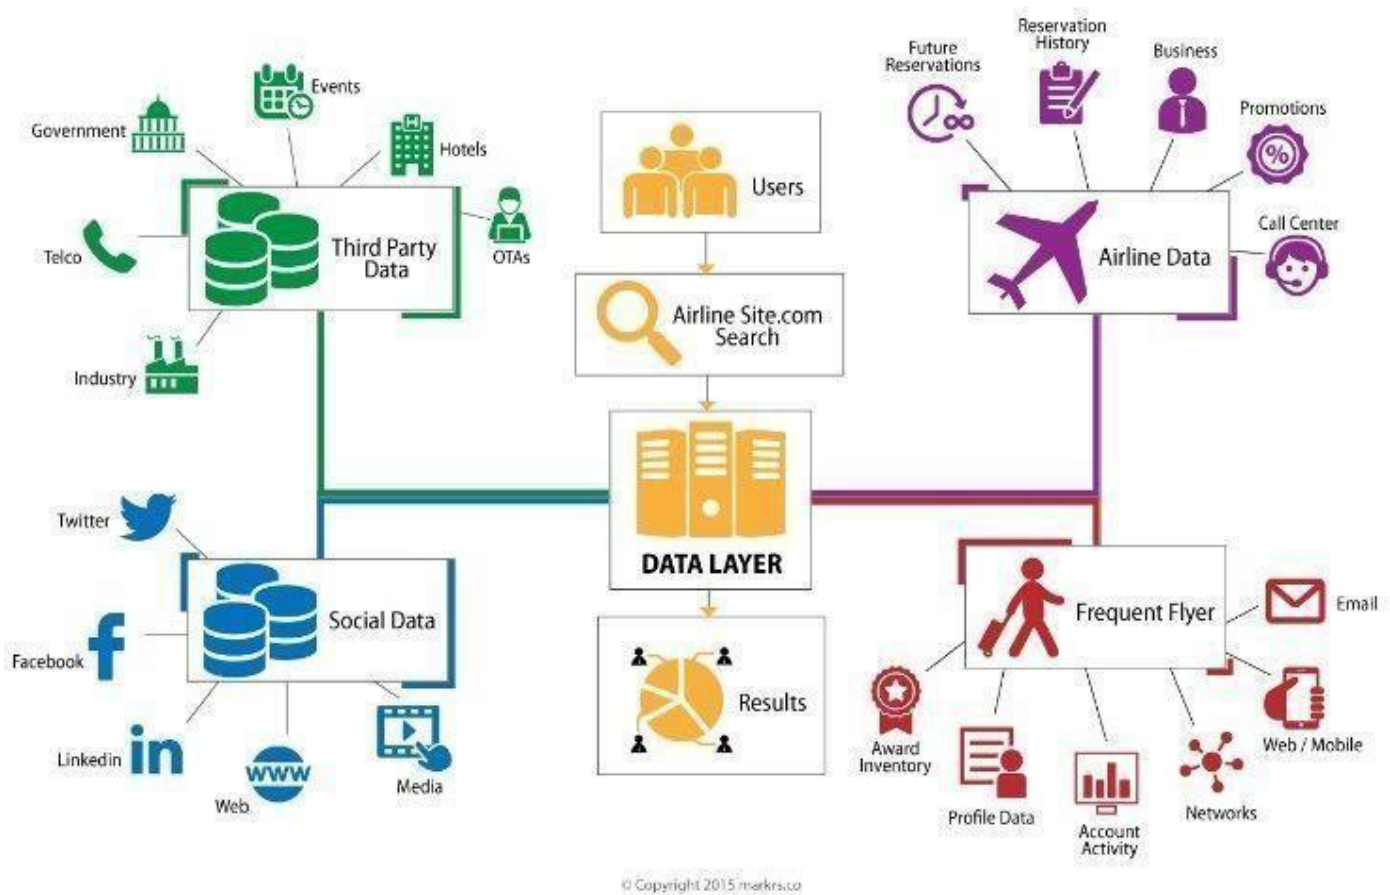 Government
Events
Hotels
OTAs
Telco
Industry
Third Party
Data
Users
Airline Site.com
Search
DATA LAYER
Results
Future
Reservations
Reservation
History
Business
Promotions
%
Call Center
Airline Data
Twitter
Facebook
Linkedin
in
Web
www
Media
Social Data
Frequent Flyer
Email
Web / Mobile
Networks
Account
Activity
Profile Data
Award
Inventory
H
f
© Copyright 2015 markrs.co